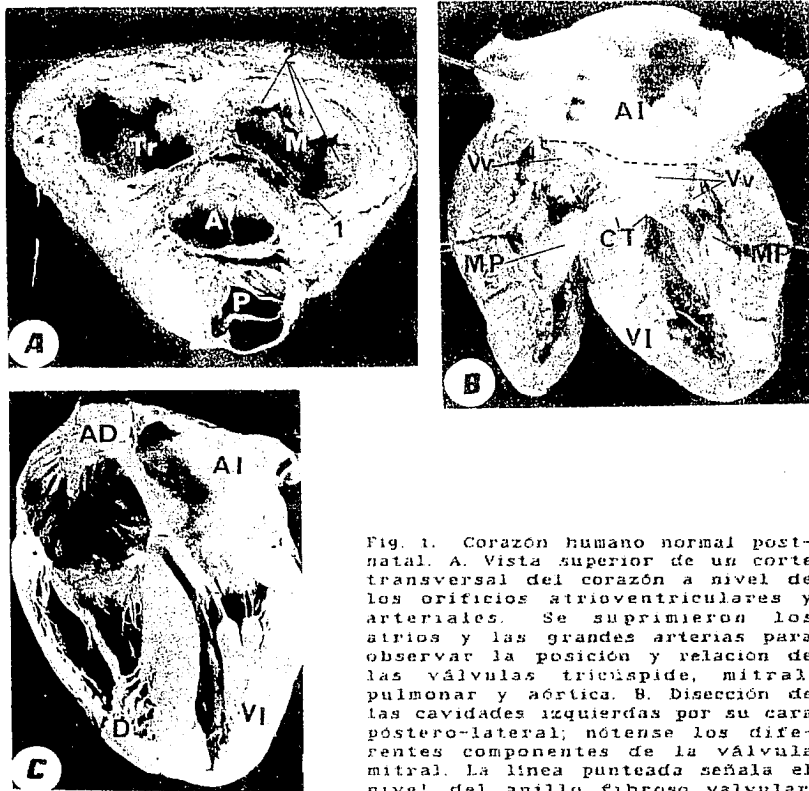 2
Tr
M
A
1
P
A
AI
Vv
Vv
CT
MP
MP
VI
B
AD
AI
VD
VI
C
Fig. 1. Corazón humano normal post-
natal. A. Vista superior de un corte
transversal del corazón a nivel de
los orificios atrioventriculares y
arteriales. Se suprimieron los
atrios y las grandes arterias para
observar la posición y relación de
las válvulas tricúspide, mitral,
pulmonar y aórtica. B. Disección de
las cavidades izquierdas por su cara
póstero-lateral; nótense los dife-
rentes componentes de la válvula
mitral. La línea punteada señala el
nivel del anillo fibroso valvular